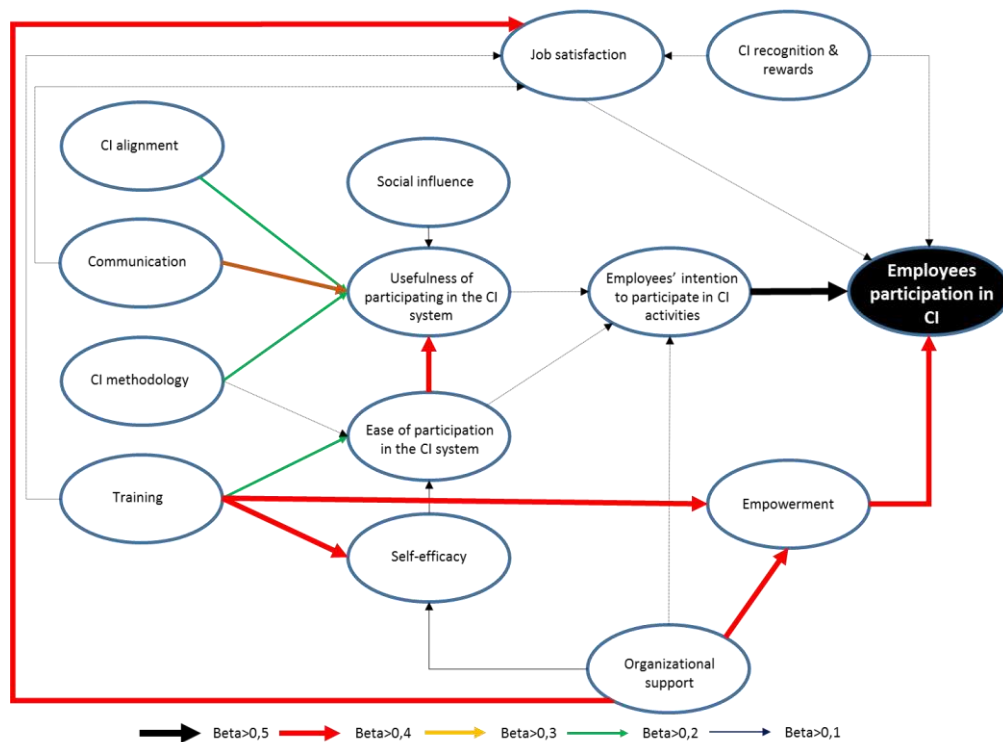 Job satisfaction
CI recognition &
rewards
CI alignment
Social influence
Communication
Usefulness of
participating in the CI
system
Employees’ intention
to participate in CI
activities
Employees
participation in
CI
CI methodology
Ease of participation
in the CI system
Training
Empowerment
Self-efficacy
Organizational
support
Beta>0,5
Beta>0,4
Beta>0,3
Beta>0,2
Beta>0,1